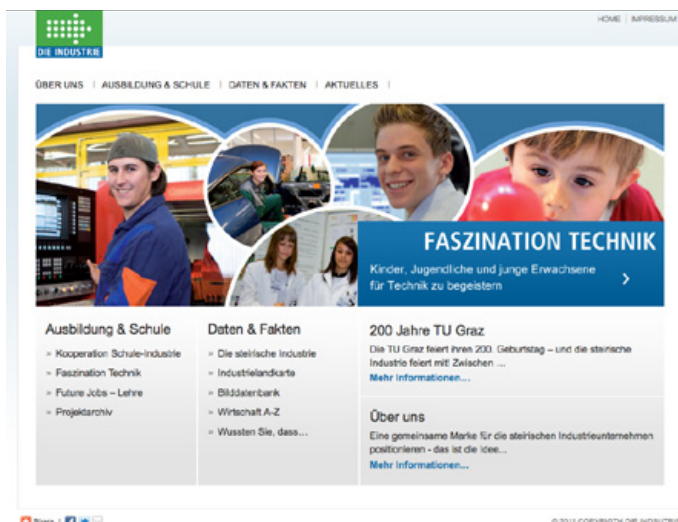 HOME | IMPRESSUM
DIE INDUSTRIE
ÜBER UNS | AUSBILDUNG & SCHULE | DATEN & FAKTEN | AKTUELLES |
FASZINATION TECHNIK
Kinder, Jugendliche und junge Erwachsene
für Technik zu begeistern
Ausbildung & Schule
» Kooperation Schule-Industrie
» Faszination Technik
» Future Jobs – Lehre
» Projektarchiv
Daten & Fakten
» Die steirische Industrie
» Industrielandkarte
» Bilddatenbank
» Wirtschaft A-Z
» Wussten Sie, dass...
200 Jahre TU Graz
Die TU Graz feiert ihren 200. Geburtstag – und die steirische
Industrie feiert mit! Zwischen ...
Mehr Informationen...
Über uns
Eine gemeinsame Marke für die steirischen Industrieunternehmen
positionieren - das ist die Idee...
Mehr Informationen...
Share |
DIE